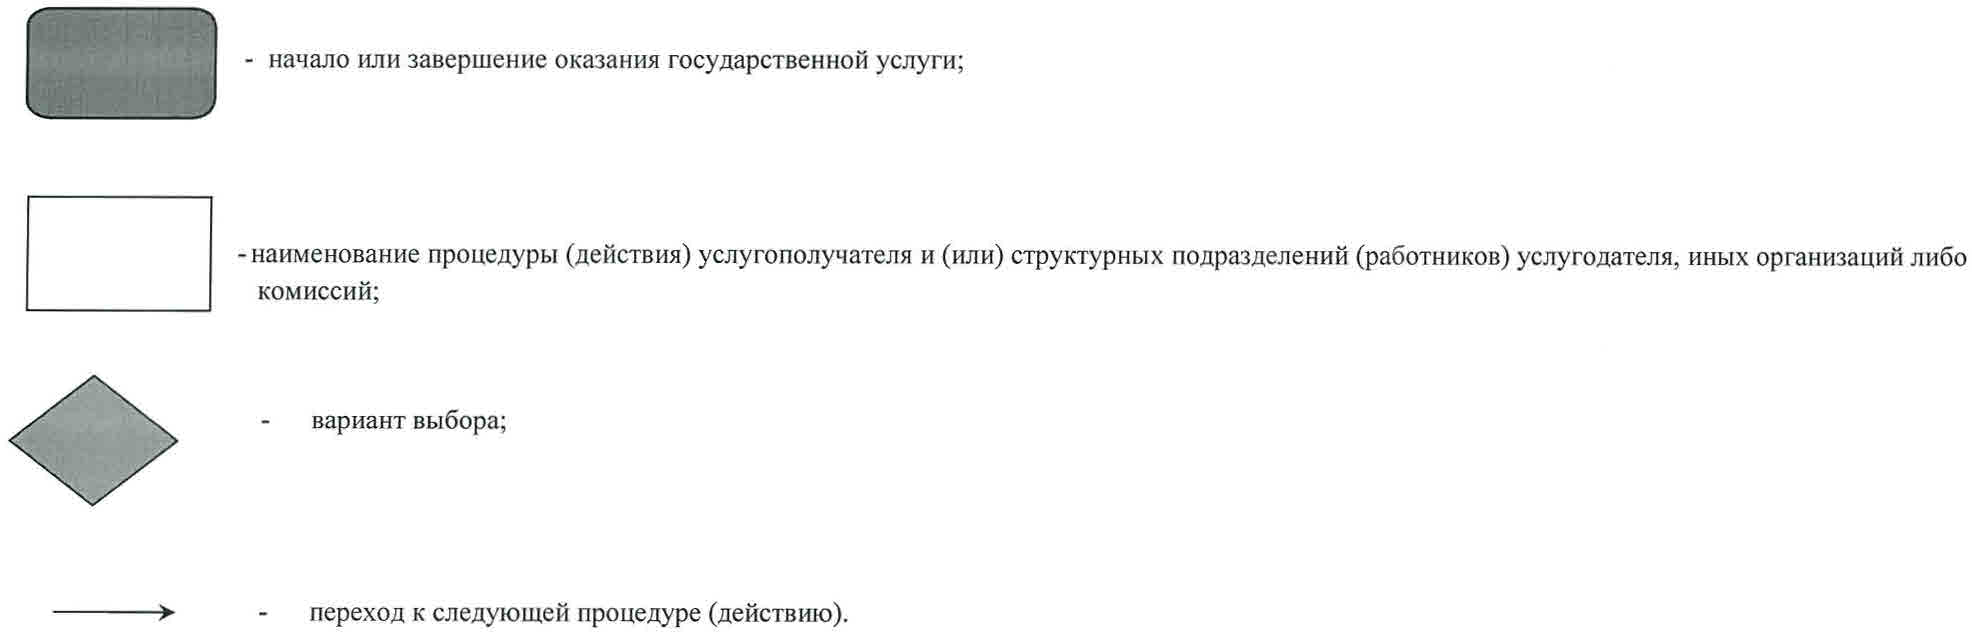 - начало или завершение оказания государственной услуги;
- наименование процедуры (действия) услугополучателя и (или) структурных подразделений (работников) услугодателя, иных организаций либо
комиссий;
- вариант выбора;
- переход к следующей процедуре (действию).